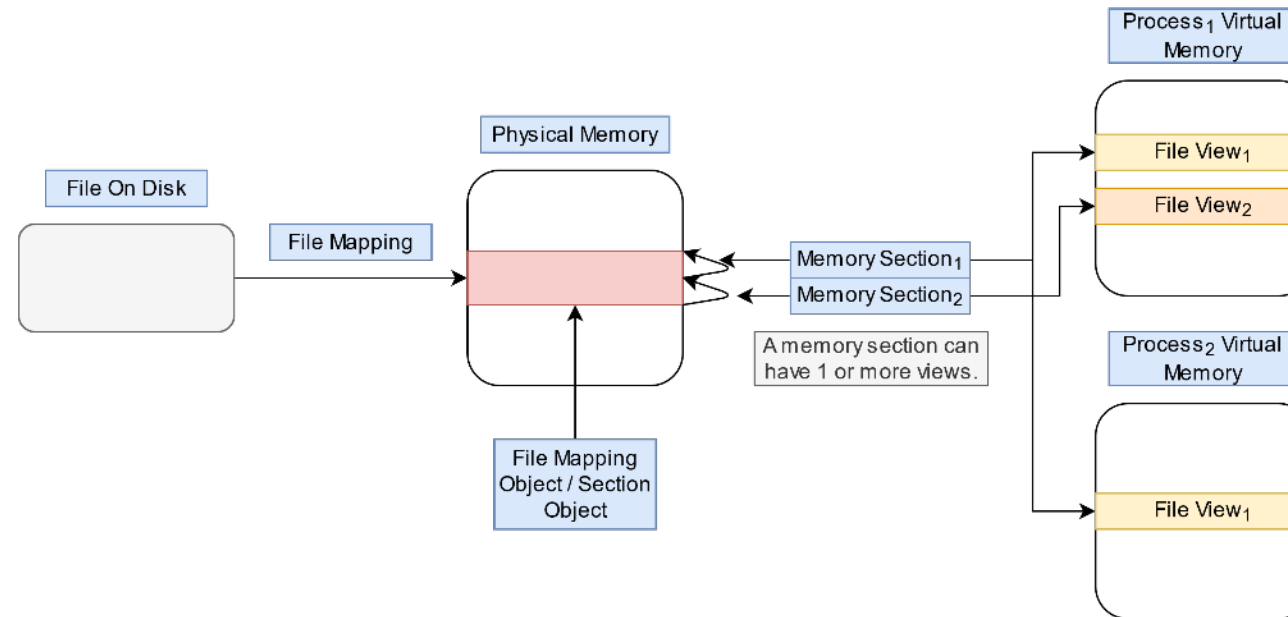 Process₁ Virtual
Memory
Physical Memory
File On Disk
File View₁
File View₂
File Mapping
Memory Section₁
Memory Section₂
A memory section can
have 1 or more views.
Process₂ Virtual
Memory
File Mapping
Object / Section
Object
File View₁